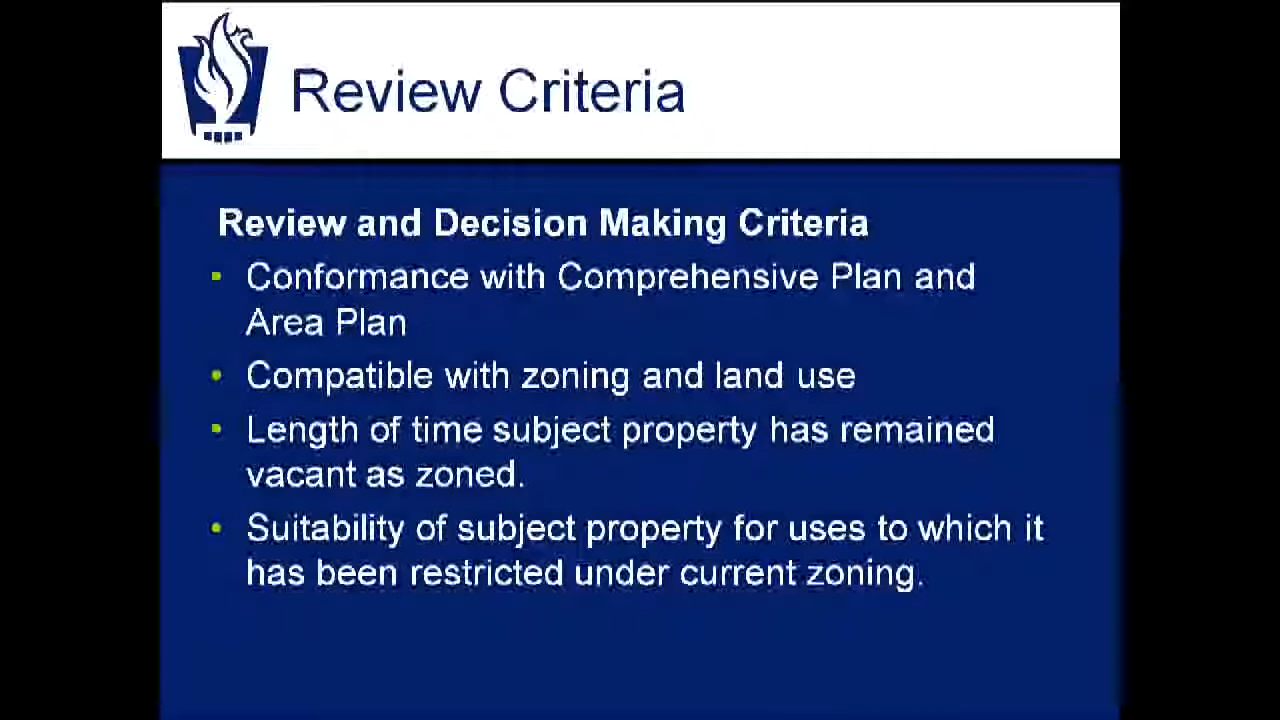 Review Criteria
Review and Decision Making Criteria
• Conformance with Comprehensive Plan and
Area Plan
• Compatible with zoning and land use
• Length of time subject property has remained
vacant as zoned.
• Suitability of subject property for uses to which it
has been restricted under current zoning.